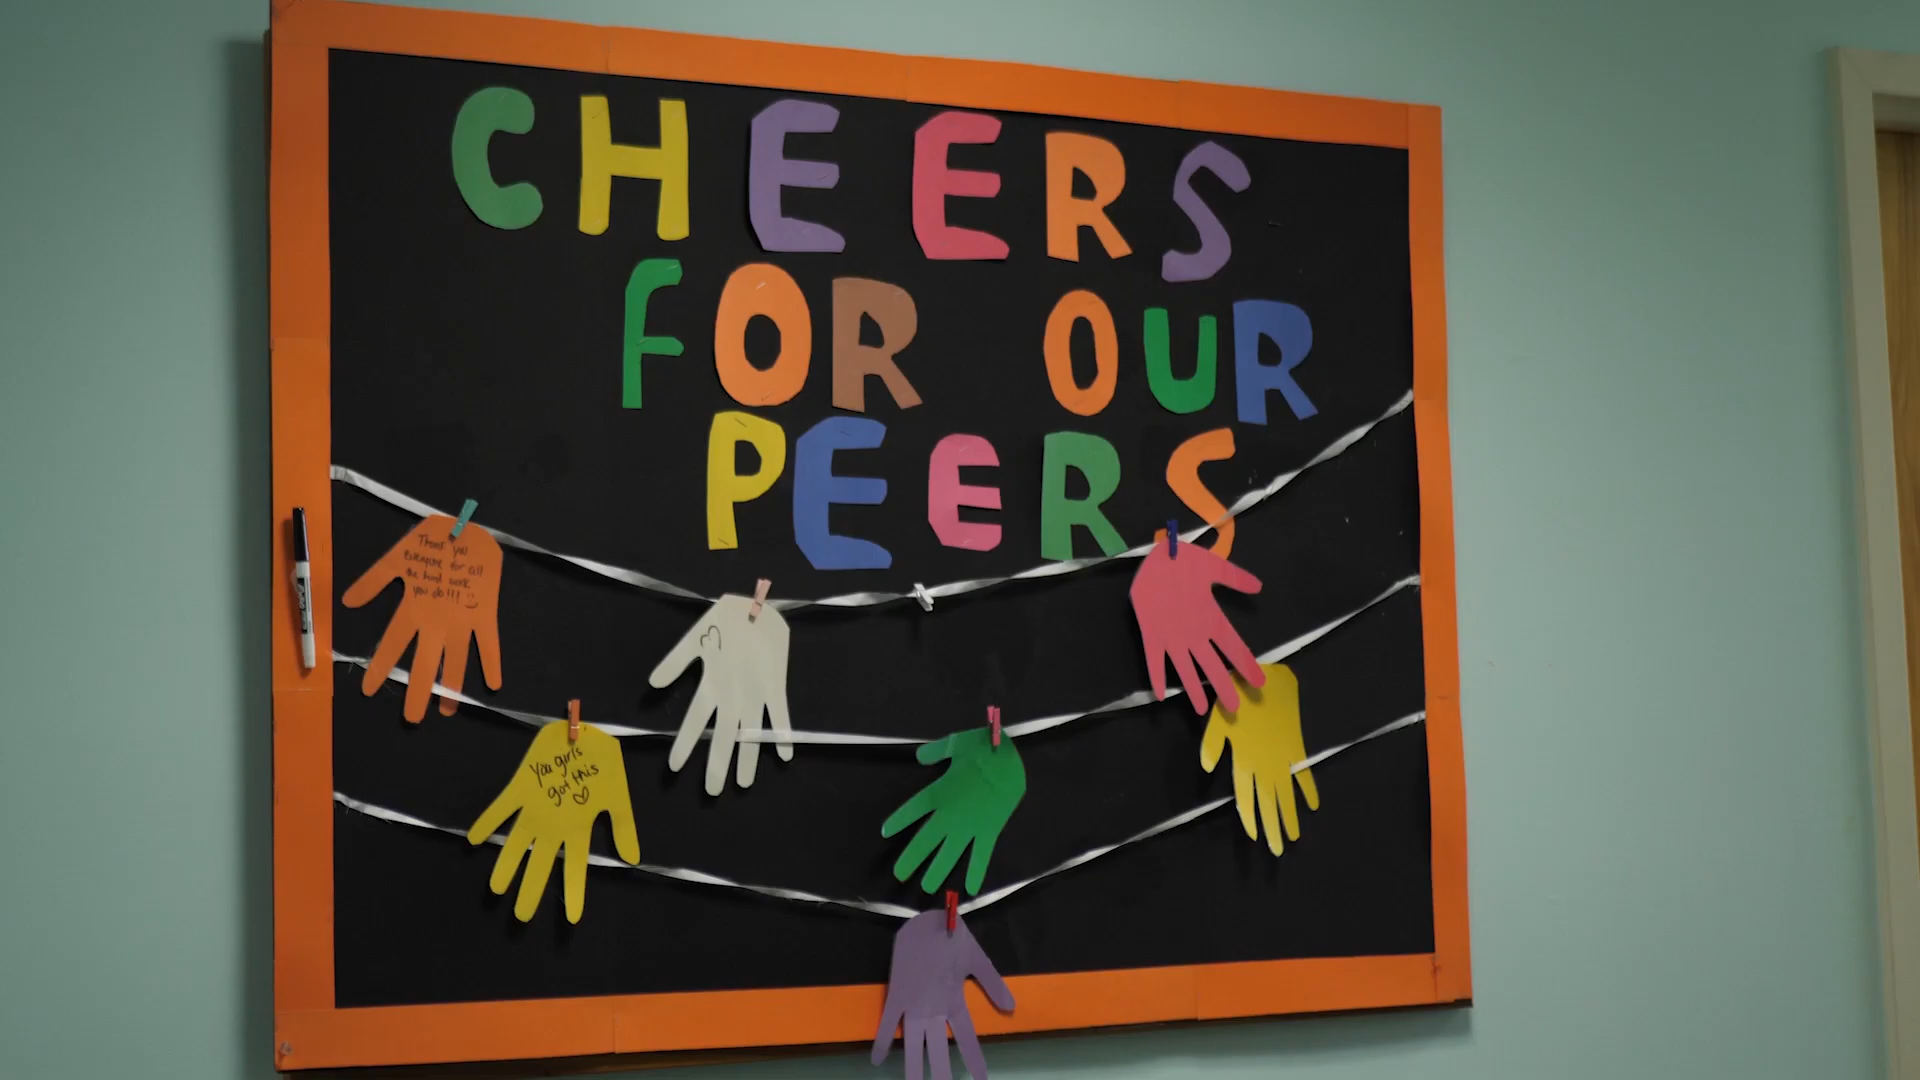 CHEERS
FOR OUR
PEERS
Thank you
everyone for all
the hard work
you do!!!
You girls
got this